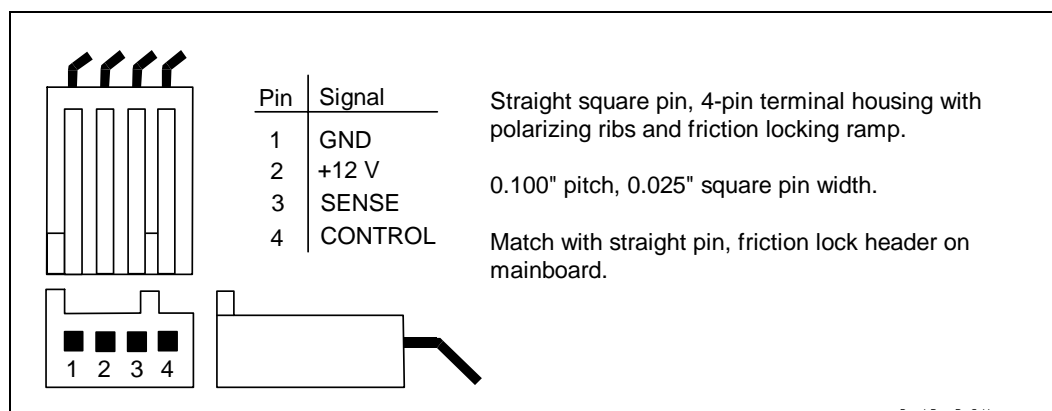 Pin Signal
1 GND
2 +12 V
3 SENSE
4 CONTROL
Straight square pin, 4-pin terminal housing with
polarizing ribs and friction locking ramp.
0.100" pitch, 0.025" square pin width.
Match with straight pin, friction lock header on
mainboard.
1 2 3 4